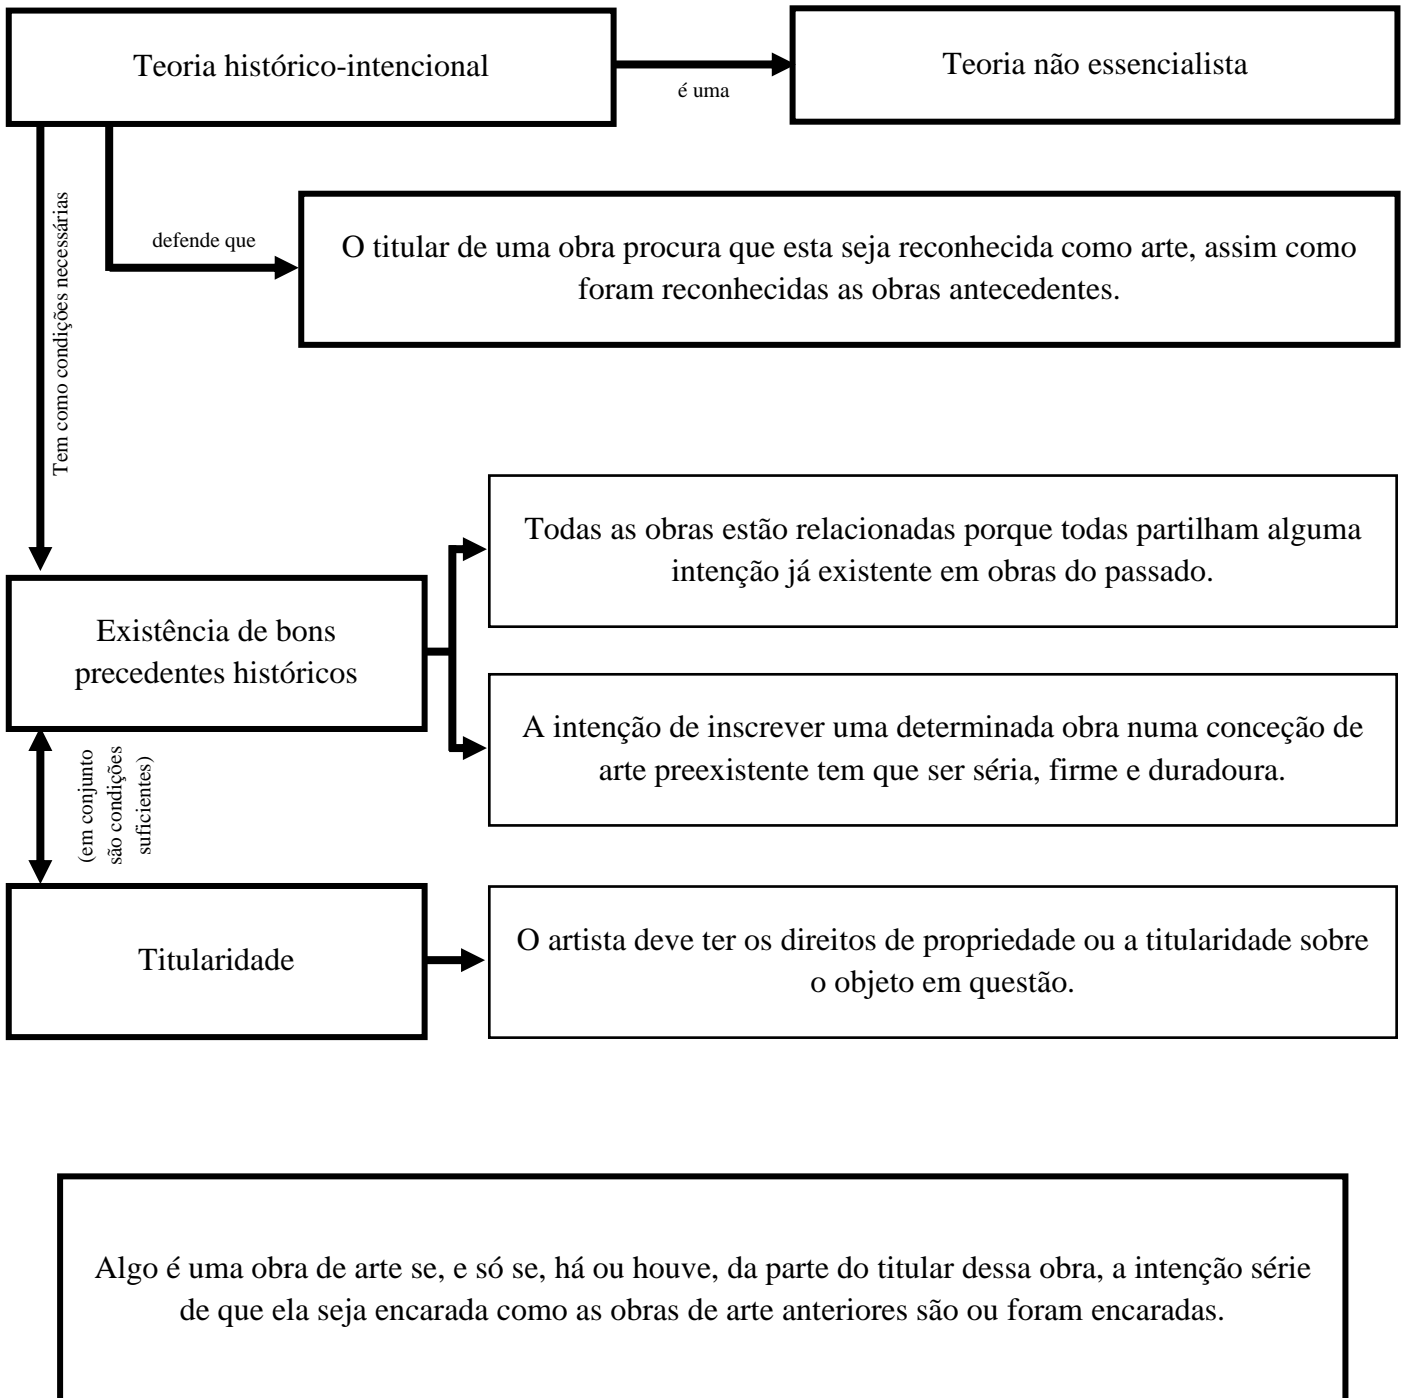 Teoria histórico-intencional
é uma
Teoria não essencialista
Tem como condições necessárias
defende que
O titular de uma obra procura que esta seja reconhecida como arte, assim como
foram reconhecidas as obras antecedentes.
Existência de bons
precedentes históricos
Todas as obras estão relacionadas porque todas partilham alguma
intenção já existente em obras do passado.
A intenção de inscrever uma determinada obra numa conceção de
arte preexistente tem que ser séria, firme e duradoura.
(em conjunto
são condições
suficientes)
Titularidade
O artista deve ter os direitos de propriedade ou a titularidade sobre
o objeto em questão.
Algo é uma obra de arte se, e só se, há ou houve, da parte do titular dessa obra, a intenção série
de que ela seja encarada como as obras de arte anteriores são ou foram encaradas.